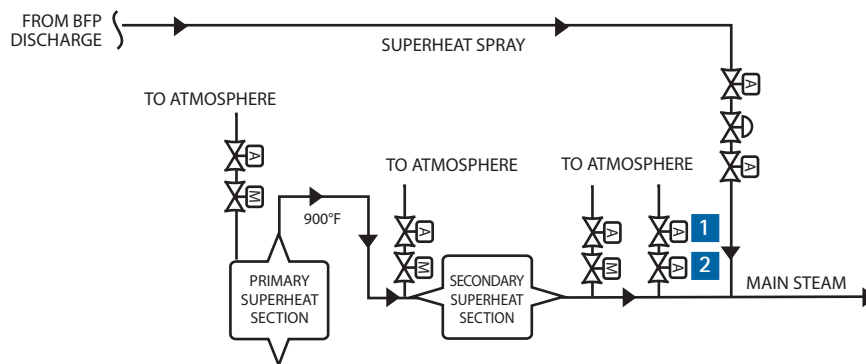 FROM BFP
DISCHARGE
SUPERHEAT SPRAY
TO ATMOSPHERE
TO ATMOSPHERE
TO ATMOSPHERE
A
A
A
A
M
900°F
A
M
A
M
A
1
A
2
PRIMARY
SUPERHEAT
SECTION
SECONDARY
SUPERHEAT
SECTION
MAIN STEAM